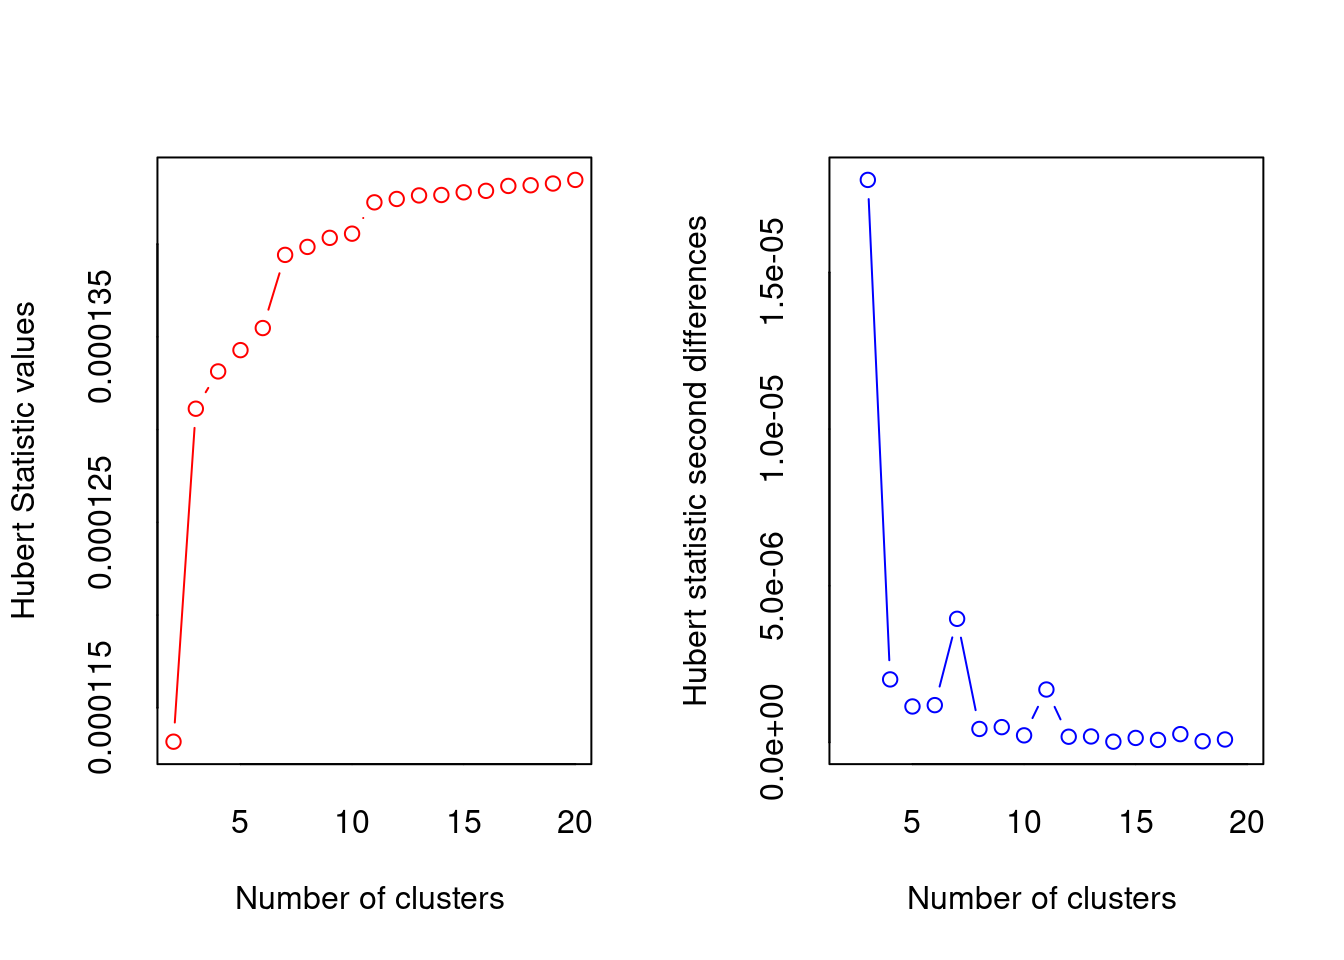 Hubert Statistic values
0.000115
0.000125
0.000135
5
10
15
20
Number of clusters
Hubert statistic second differences
0.0e+00
5.0e-06
1.0e-05
1.5e-05
5
10
15
20
Number of clusters